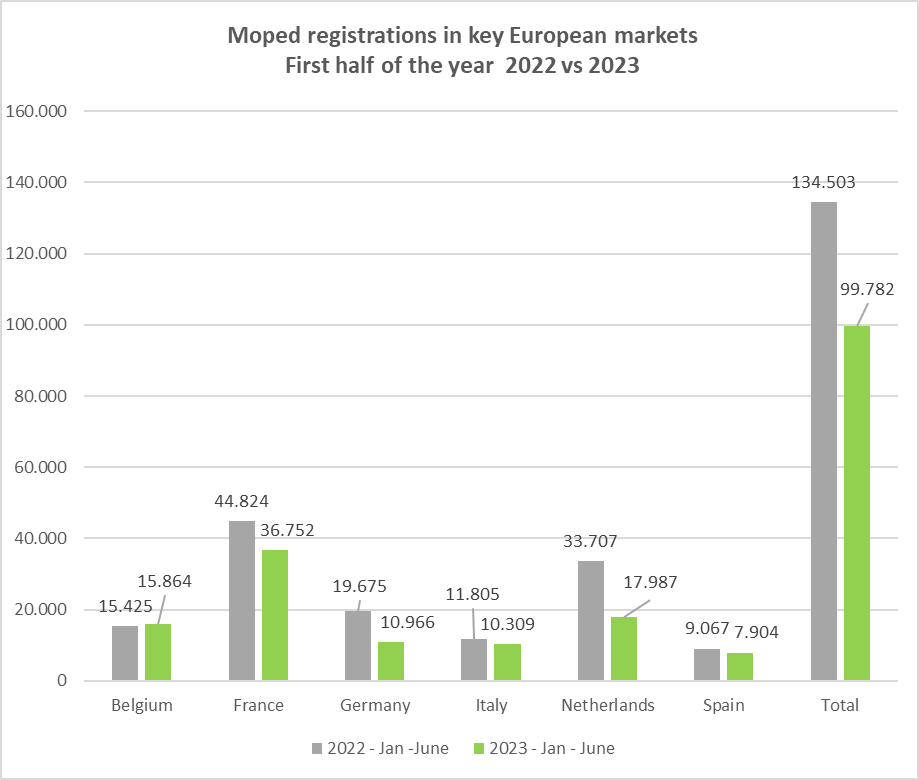 Moped registrations in key European markets
First half of the year  2022 vs 2023
160.000
140.000
120.000
100.000
80.000
60.000
40.000
20.000
0
15.425
15.864
44.824
36.752
19.675
10.966
11.805
10.309
33.707
17.987
9.067
7.904
134.503
99.782
Belgium
France
Germany
Italy
Netherlands
Spain
Total
2022 - Jan -June
2023 - Jan - June